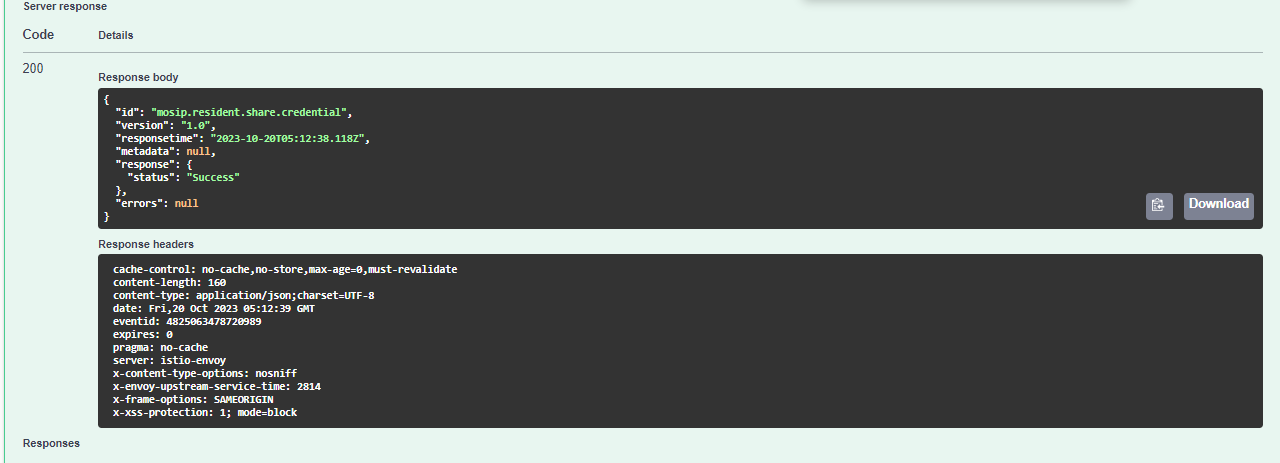 Server response
Code Details
200
Response body
{
  "id": "mosip.resident.share.credential",
  "version": "1.0",
  "responsetime": "2023-10-20T05:12:38.118Z",
  "metadata": null,
  "response": {
    "status": "Success"
  },
  "errors": null
}
Download
Response headers
cache-control: no-cache,no-store,max-age=0,must-revalidate
content-length: 160
content-type: application/json;charset=UTF-8
date: Fri,20 Oct 2023 05:12:39 GMT
eventid: 4825063478720989
expires: 0
pragma: no-cache
server: istio-envoy
x-content-type-options: nosniff
x-envoy-upstream-service-time: 2814
x-frame-options: SAMEORIGIN
x-xss-protection: 1; mode=block
Responses